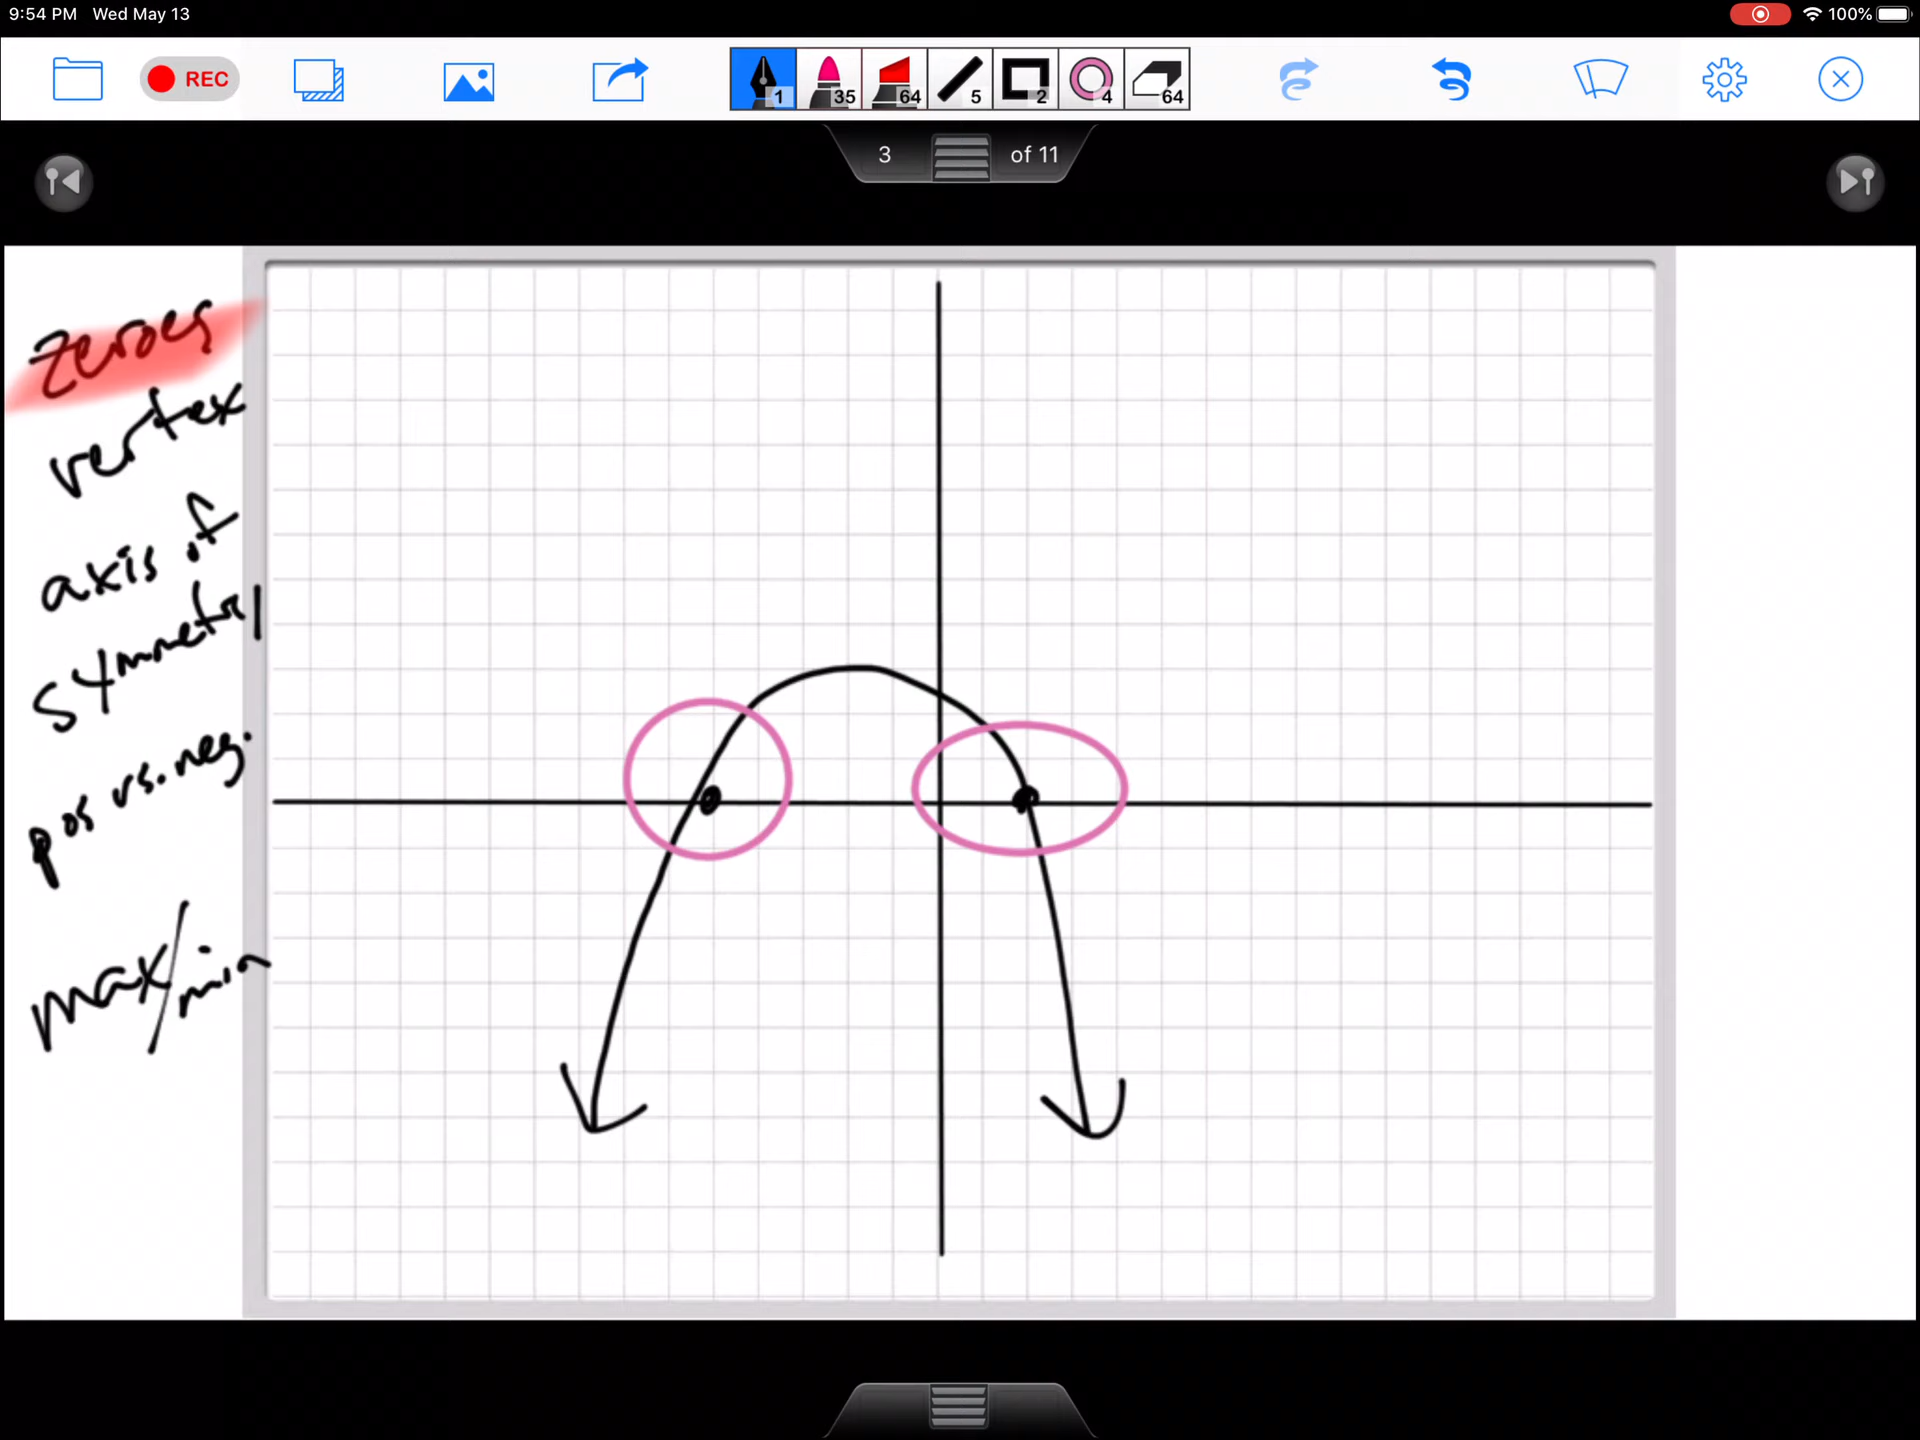 9:54 PM Wed May 13 100%
REC 1 35 64 5 2 4 64
3 of 11
zeroes
vertex
axis of
symmetry
pos vs. neg.
max/min